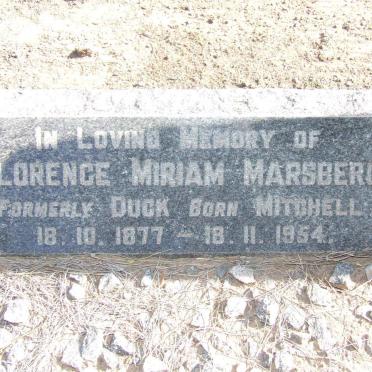 IN LOVING MEMORY OF
LORENCE MIRIAM MARSBERG
FORMERLY DUCK BORN MITCHELL
18.10.1877 – 18.11.1954.